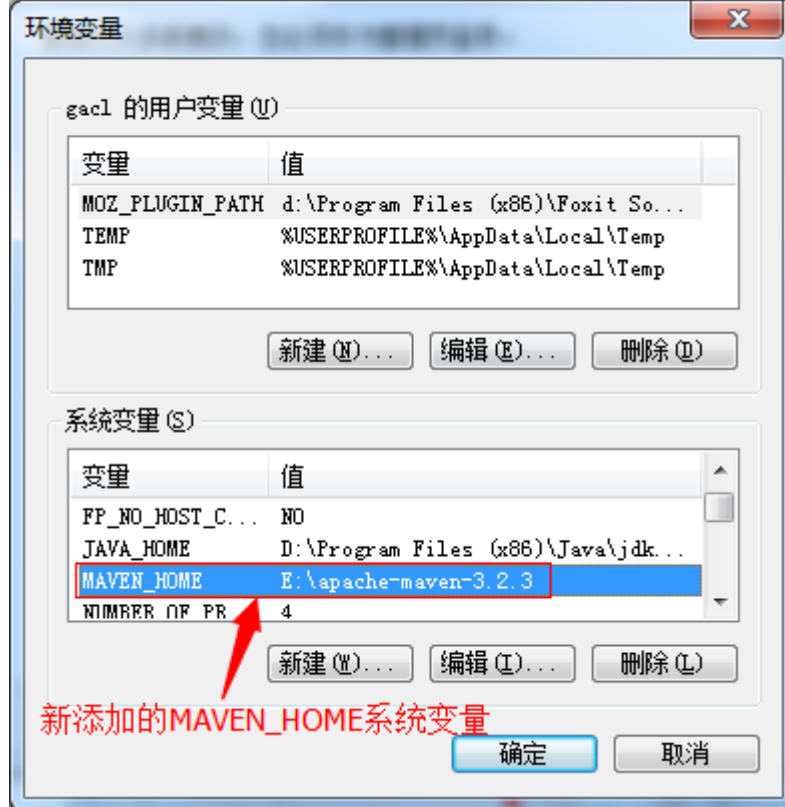 环境变量
gacl 的用户变量(U)
变量 值
MOZ_PLUGIN_PATH d:\Program Files (x86)\Foxit So...
TEMP %USERPROFILE%\AppData\Local\Temp
TMP %USERPROFILE%\AppData\Local\Temp
新建(N)... 编辑(E)... 删除(D)
系统变量(S)
变量 值
FP_NO_HOST_C... NO
JAVA_HOME D:\Program Files (x86)\Java\jdk...
MAVEN_HOME E:\apache-maven-3.2.3
NUMBER_OF_PR 4
新建(W)... 编辑(I)... 删除(L)
新添加的MAVEN_HOME系统变量
确定 取消